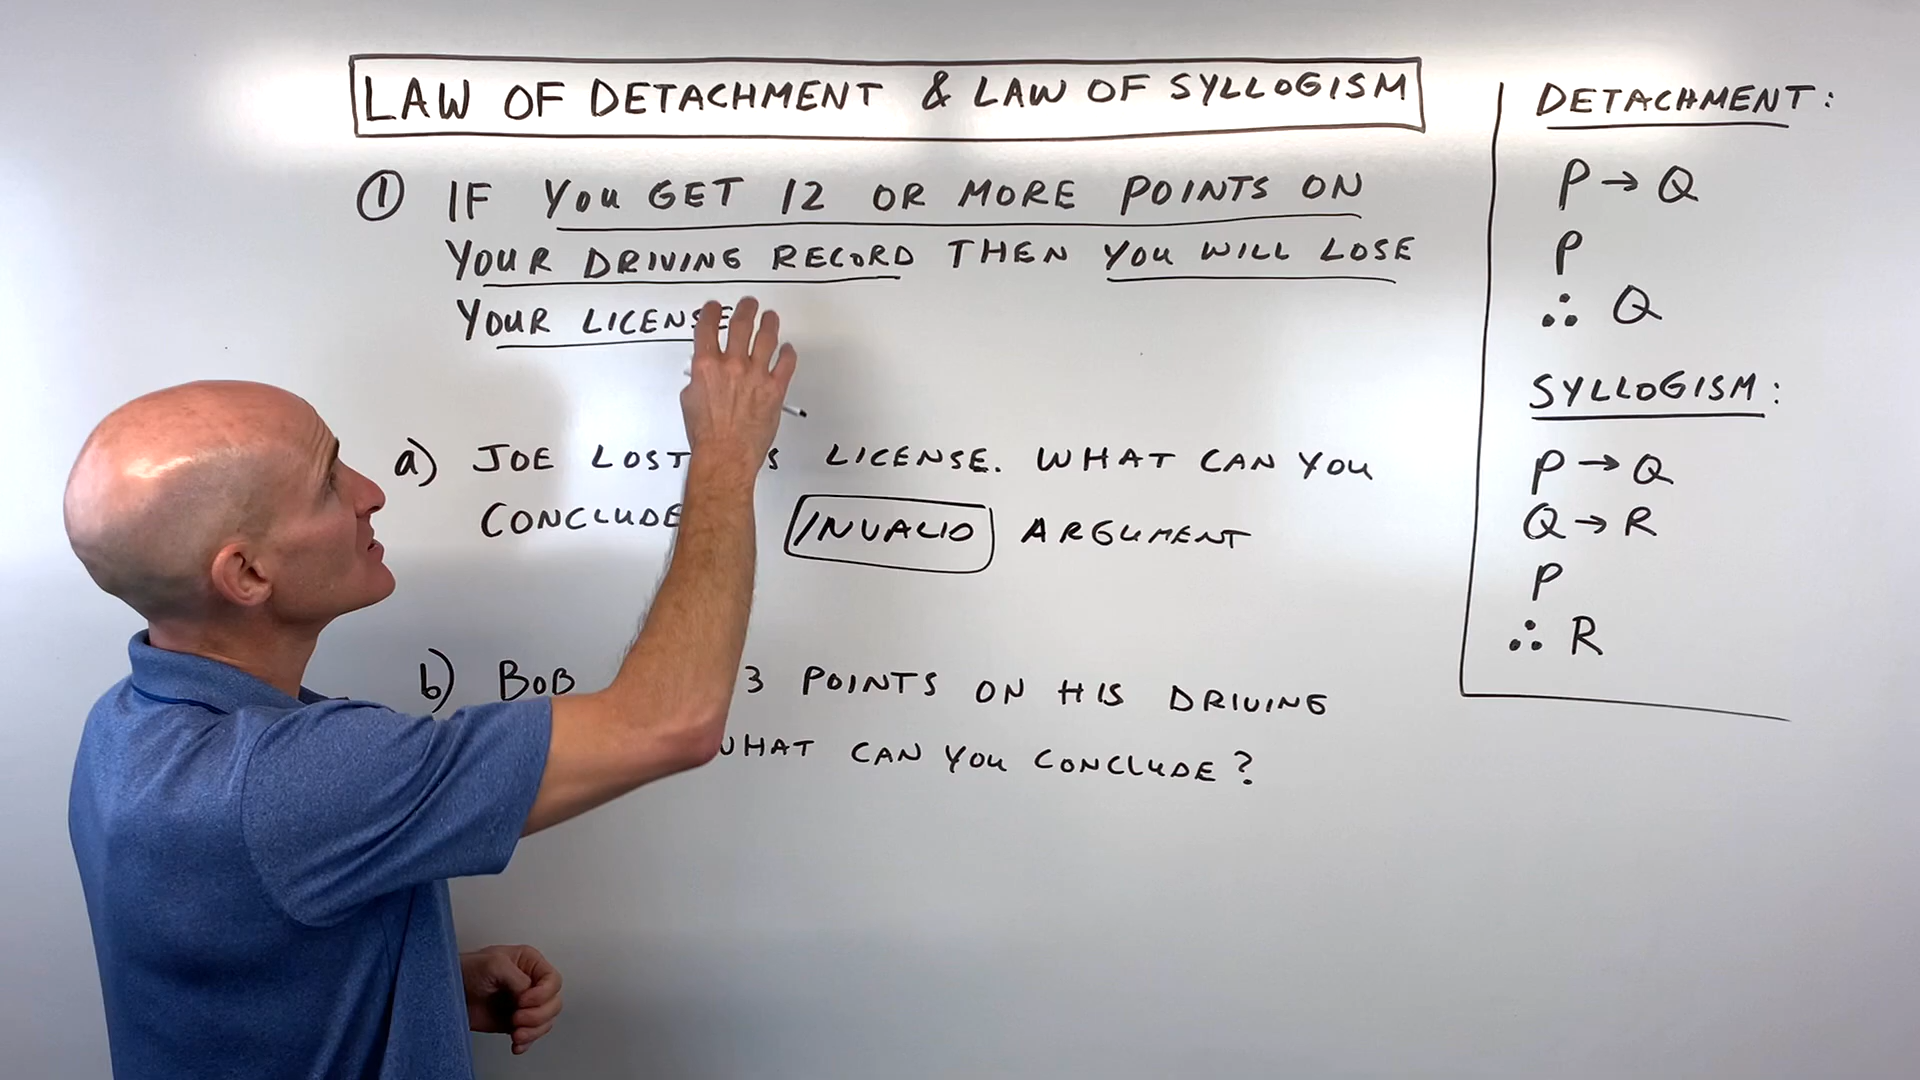 LAW OF DETACHMENT & LAW OF SYLLOGISM
① IF YOU GET 12 OR MORE POINTS ON
YOUR DRIVING RECORD THEN YOU WILL LOSE
YOUR LICENSE
a) JOE LOST LICENSE. WHAT CAN YOU
CONCLUDE INVALID ARGUMENT
b) BOB 3 POINTS ON HIS DRIVING
WHAT CAN YOU CONCLUDE?
DETACHMENT:
P → Q
P
∴ Q
SYLLOGISM:
P → Q
Q → R
P
∴ R